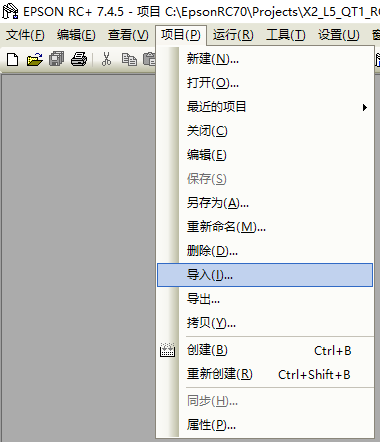 EPSON RC+ 7.4.5 - 项目 C:\EpsonRC70\Projects\X2_L5_QT1_R
文件(F) 编辑(E) 查看(V) 项目(P) 运行(R) 工具(T) 设置(U)
新建(N)...
打开(O)...
最近的项目
关闭(C)
编辑(E)
保存(S)
另存为(A)...
重新命名(M)...
删除(D)...
导入(I)...
导出...
拷贝(Y)...
创建(B) Ctrl+B
重新创建(R) Ctrl+Shift+B
同步(H)...
属性(P)...